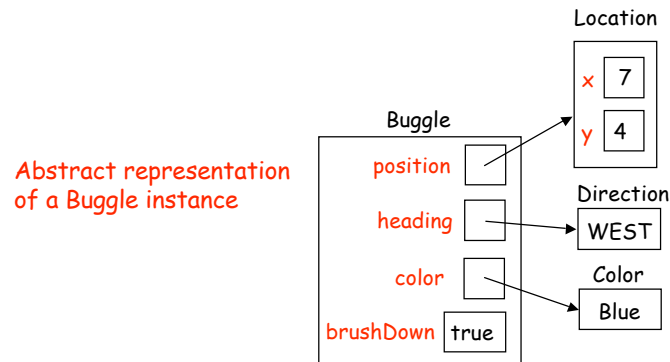 Abstract representation
of a Buggle instance
Buggle
position
heading
color
brushDown true
Location
x 7
y 4
Direction
WEST
Color
Blue